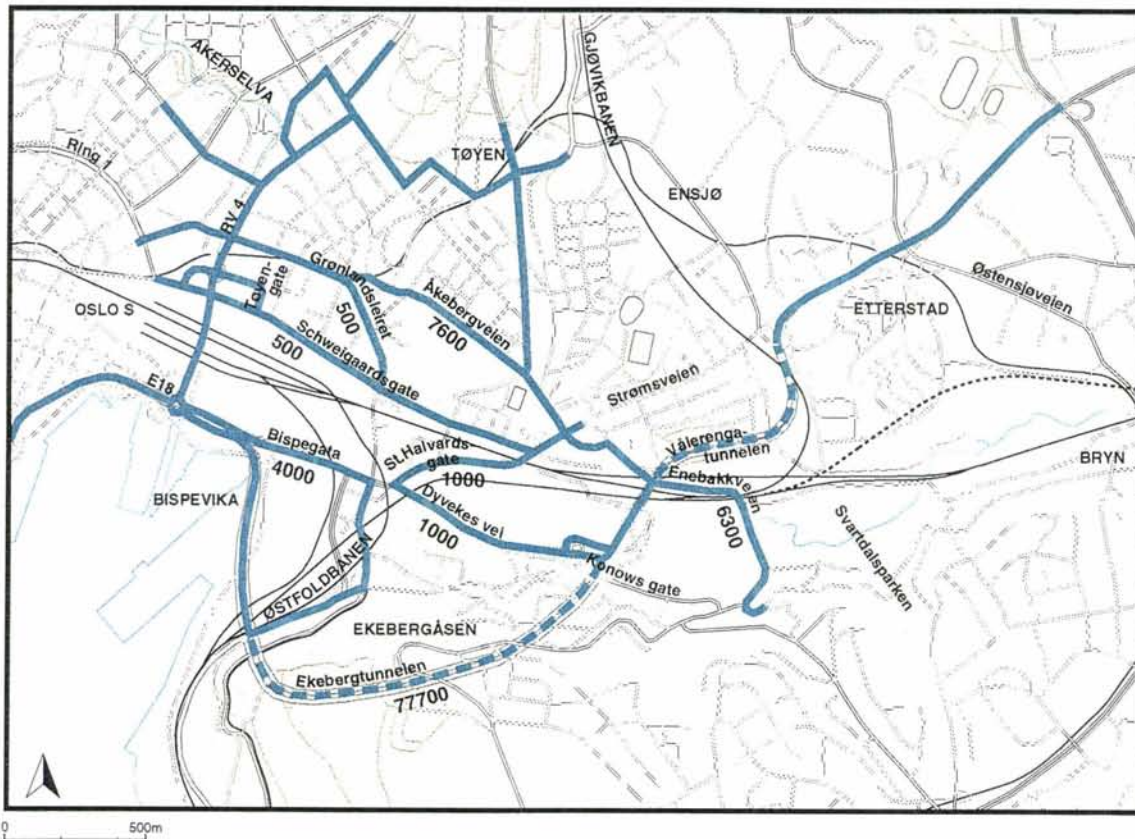 AKERSELVA
GJØVIKBANEN
Ring 1
TØYEN
ENSJØ
RV 4
Grønlandsleiret
Tøyen-
gate
Åkebergveien
Østensjøveien
OSLO S
500
7600
ETTERSTAD
Schweigaardsgate
500
Strømsveien
E18
Bispegata
4000
St.Halvards-
gate
1000
Vålerenga-
tunnelen
Enebakkveien
BRYN
BISPEVIKA
Dyvekes vei
1000
6300
Svartdalsparken
ØSTFOLDBANEN
Konows gate
EKEBERGÅSEN
Ekebergtunnelen
77700
0
500m